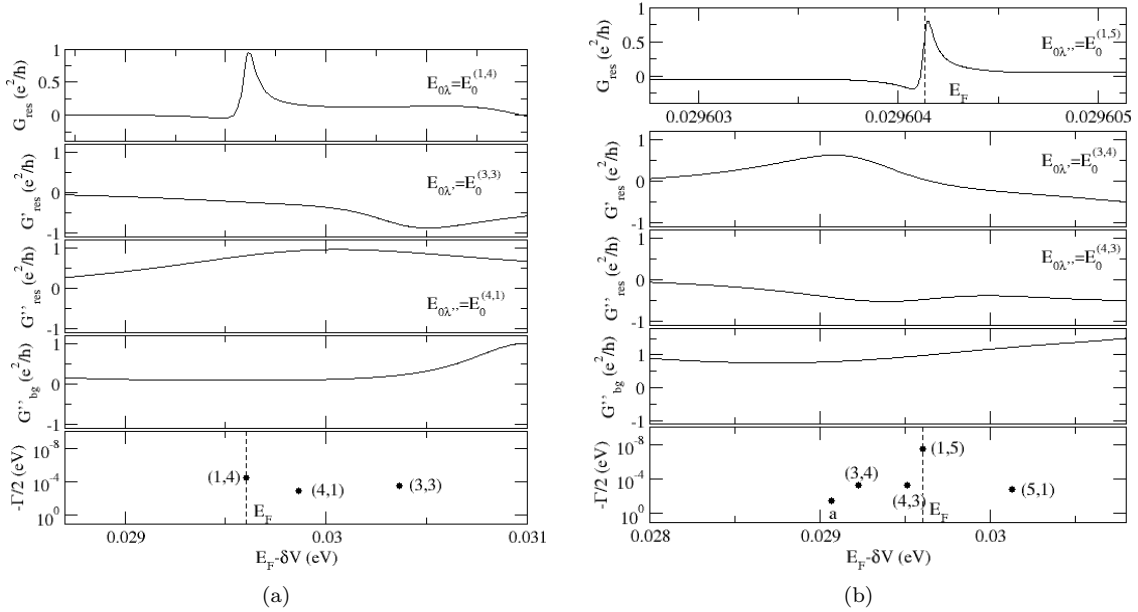 G_res (e²/h)
1
0.5
0
E_0λ=E_0^(1,4)
G'_res (e²/h)
1
0
-1
E_0λ'=E_0^(3,3)
G''_res (e²/h)
1
0
-1
E_0λ''=E_0^(4,1)
G''_bg (e²/h)
1
0
-1
-Γ/2 (eV)
10^-8
10^-4
10^0
(1,4)
(4,1)
(3,3)
E_F
0.029
0.03
0.031
E_F-δV (eV)
(a)
G_res (e²/h)
1
0.5
0
E_0λ''=E_0^(1,5)
E_F
0.029603
0.029604
0.029605
G'_res (e²/h)
1
0
-1
E_0λ'=E_0^(3,4)
G''_res (e²/h)
1
0
-1
E_0λ''=E_0^(4,3)
G''_bg (e²/h)
1
0
-1
-Γ/2 (eV)
10^-8
10^-4
10^0
a
(3,4)
(4,3)
(1,5)
E_F
(5,1)
0.028
0.029
0.03
E_F-δV (eV)
(b)